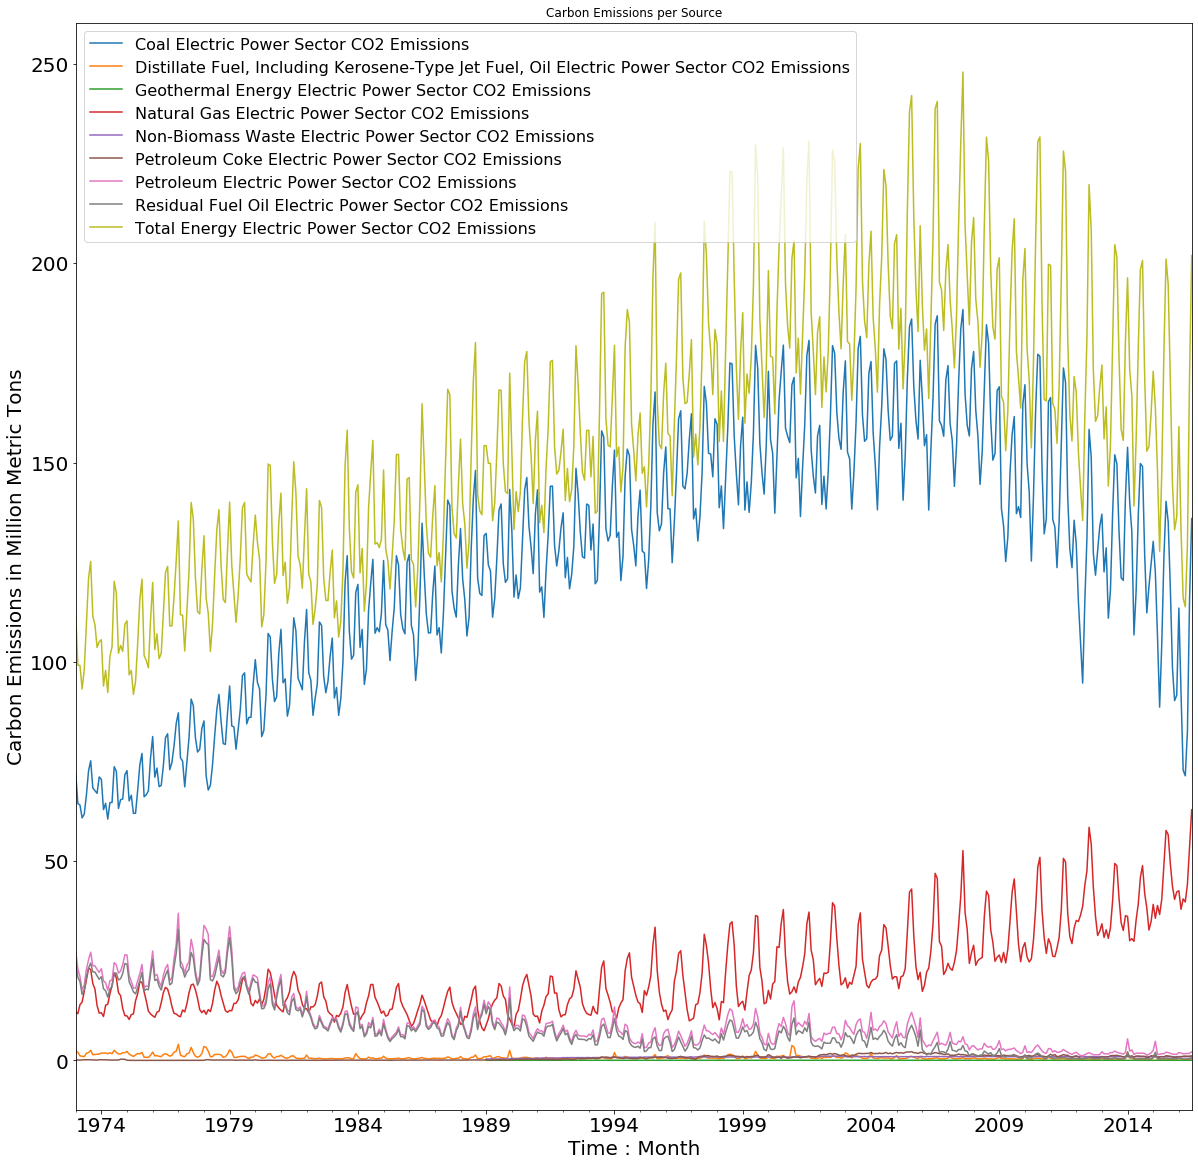 Carbon Emissions per Source
Coal Electric Power Sector CO2 Emissions
Distillate Fuel, Including Kerosene-Type Jet Fuel, Oil Electric Power Sector CO2 Emissions
Geothermal Energy Electric Power Sector CO2 Emissions
Natural Gas Electric Power Sector CO2 Emissions
Non-Biomass Waste Electric Power Sector CO2 Emissions
Petroleum Coke Electric Power Sector CO2 Emissions
Petroleum Electric Power Sector CO2 Emissions
Residual Fuel Oil Electric Power Sector CO2 Emissions
Total Energy Electric Power Sector CO2 Emissions
250
200
150
100
50
0
Carbon Emissions in Million Metric Tons
1974 1979 1984 1989 1994 1999 2004 2009 2014
Time : Month